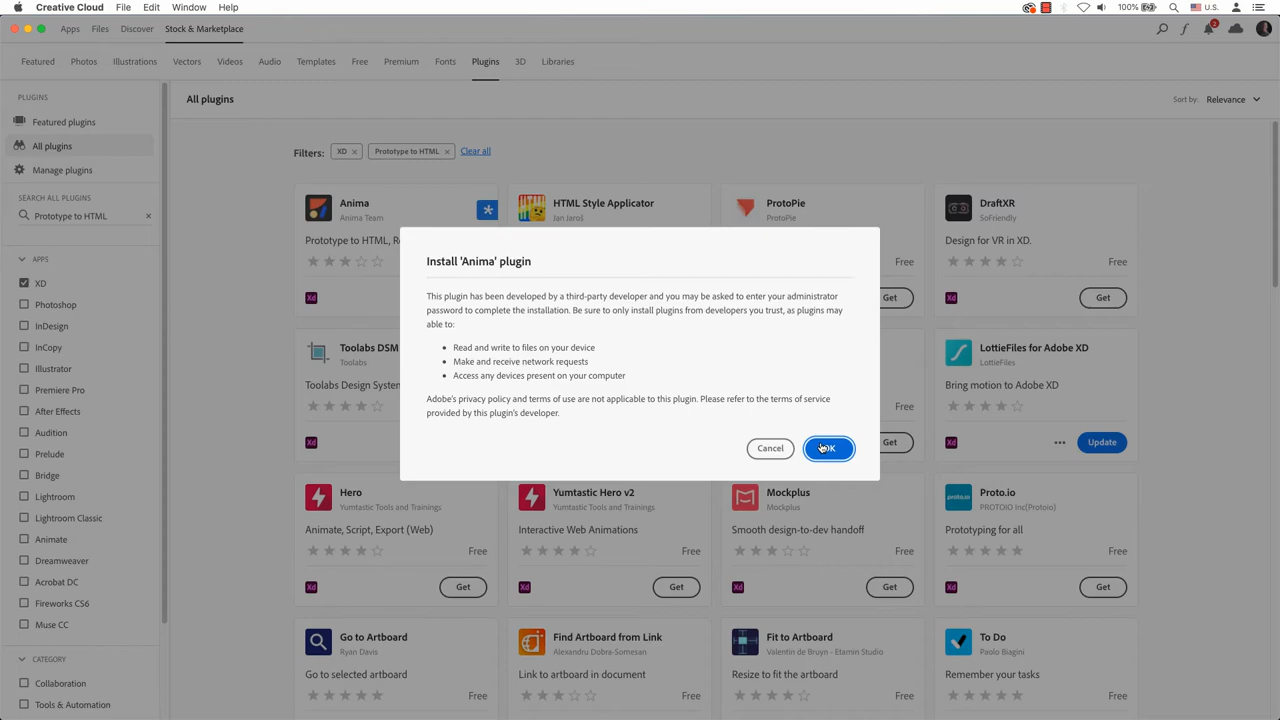 Creative Cloud File Edit Window Help 100% U.S.
Apps Files Discover Stock & Marketplace 2
Featured Photos Illustrations Vectors Videos Audio Templates Free Premium Fonts Plugins 3D Libraries
PLUGINS
Featured plugins
All plugins
Manage plugins
SEARCH ALL PLUGINS
Prototype to HTML
APPS
XD
Photoshop
InDesign
InCopy
Illustrator
Premiere Pro
After Effects
Audition
Prelude
Bridge
Lightroom
Lightroom Classic
Animate
Dreamweaver
Acrobat DC
Fireworks CS6
Muse CC
CATEGORY
Collaboration
Tools & Automation
All plugins
Sort by: Relevance
Filters: XD Prototype to HTML Clear all
Anima
Anima Team
Prototype to HTML, R
Xd
HTML Style Applicator
Jan Jaroš
ProtoPie
ProtoPie
Free
Get
DraftXR
SoFriendly
Design for VR in XD.
Free
Xd Get
Install 'Anima' plugin
This plugin has been developed by a third-party developer and you may be asked to enter your administrator
password to complete the installation. Be sure to only install plugins from developers you trust, as plugins may
able to:
Read and write to files on your device
Make and receive network requests
Access any devices present on your computer
Adobe's privacy policy and terms of use are not applicable to this plugin. Please refer to the terms of service
provided by this plugin's developer.
Cancel OK
Toolabs DSM
Toolabs
Toolabs Design System
Xd
Free
Get
LottieFiles for Adobe XD
LottieFiles
Bring motion to Adobe XD
Free
Xd Update
Hero
Yumtastic Tools and Trainings
Animate, Script, Export (Web)
Free
Xd Get
Yumtastic Hero v2
Yumtastic Tools and Trainings
Interactive Web Animations
Free
Xd Get
Mockplus
Mockplus
Smooth design-to-dev handoff
Free
Xd Get
Proto.io
PROTOIO Inc(Protoio)
Prototyping for all
Free
Xd Get
Go to Artboard
Ryan Davis
Go to selected artboard
Free
Find Artboard from Link
Alexandru Dobra-Somesan
Link to artboard in document
Free
Fit to Artboard
Valentin de Bruyn - Etamin Studio
Resize to fit the artboard
Free
To Do
Paolo Biagini
Remember your tasks
Free